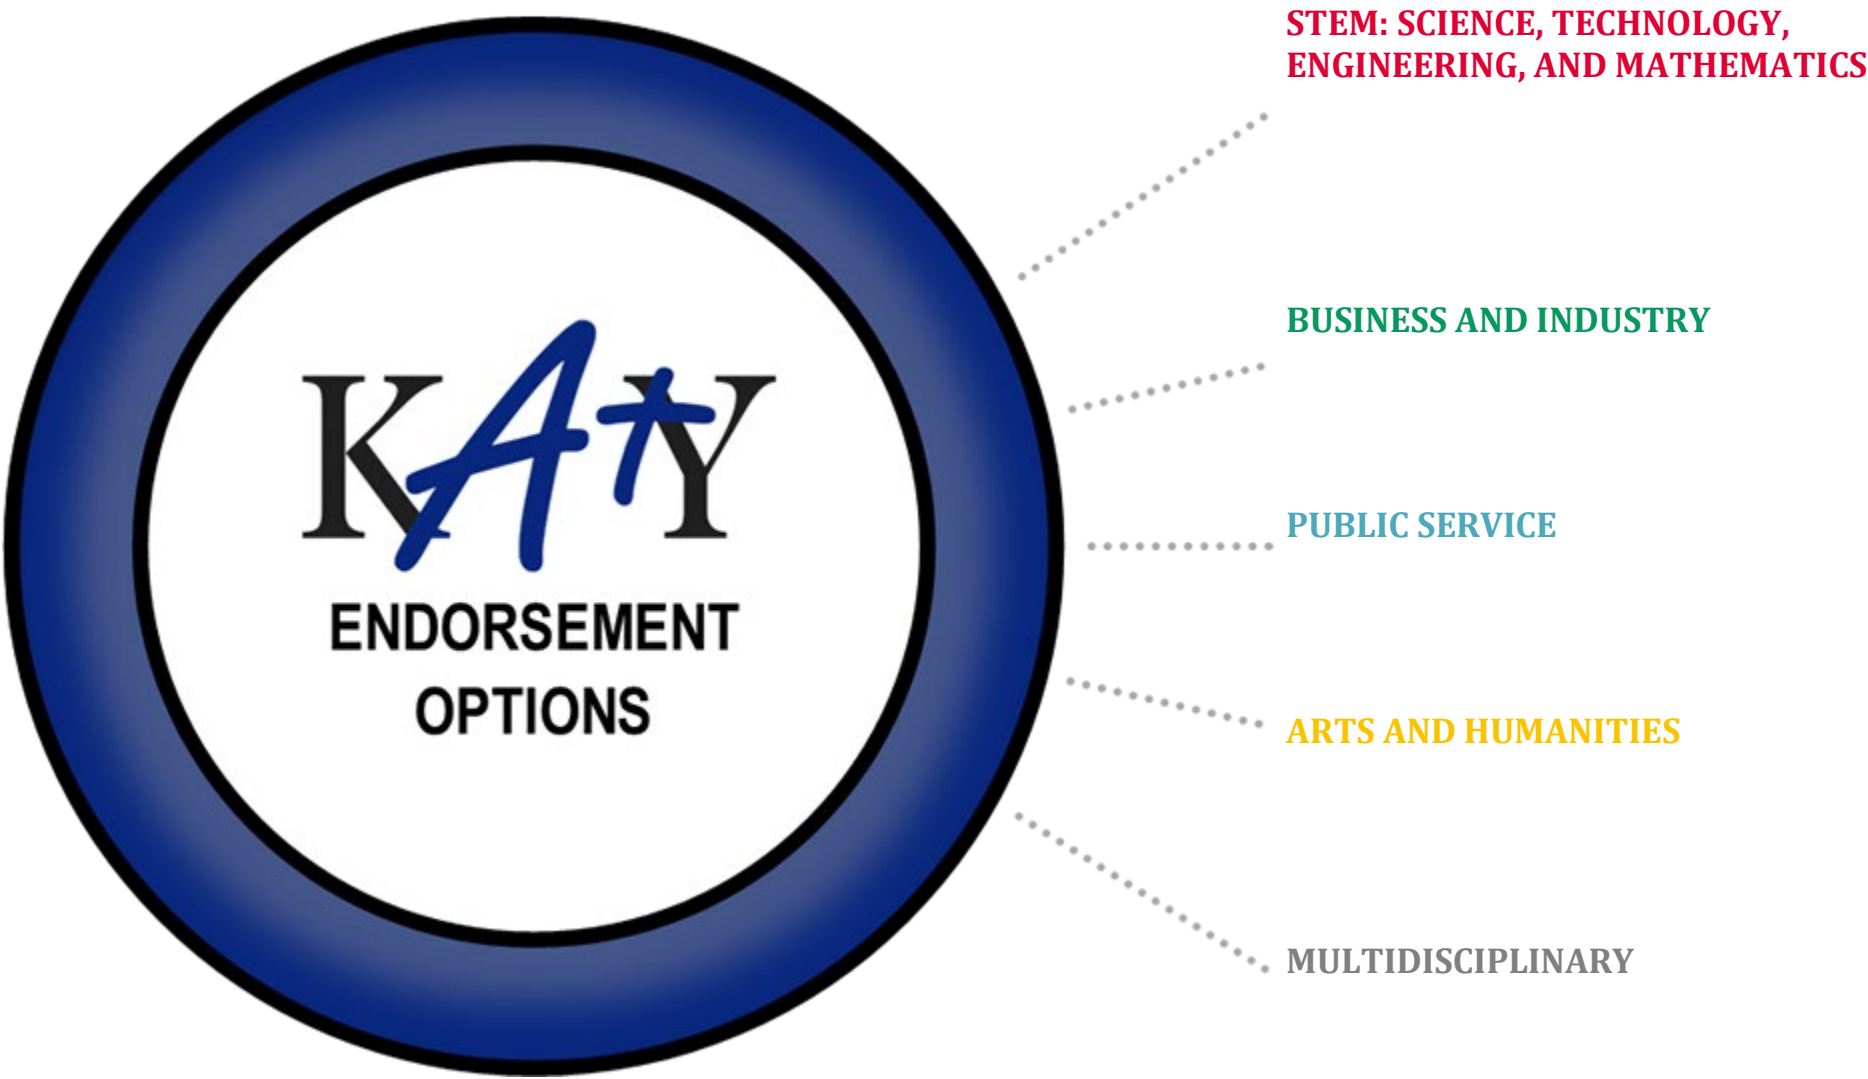 STEM: SCIENCE, TECHNOLOGY,
ENGINEERING, AND MATHEMATICS
BUSINESS AND INDUSTRY
KAtY
ENDORSEMENT
OPTIONS
PUBLIC SERVICE
ARTS AND HUMANITIES
MULTIDISCIPLINARY